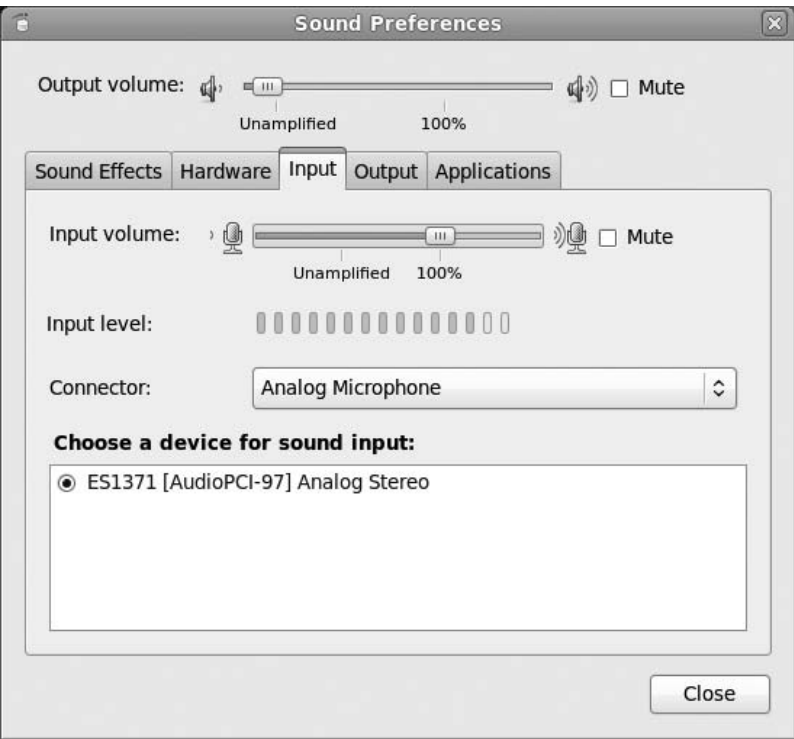 Sound Preferences
Output volume: Mute
Unamplified 100%
Sound Effects Hardware Input Output Applications
Input volume: Mute
Unamplified 100%
Input level:
Connector: Analog Microphone
Choose a device for sound input:
ES1371 [AudioPCI-97] Analog Stereo
Close